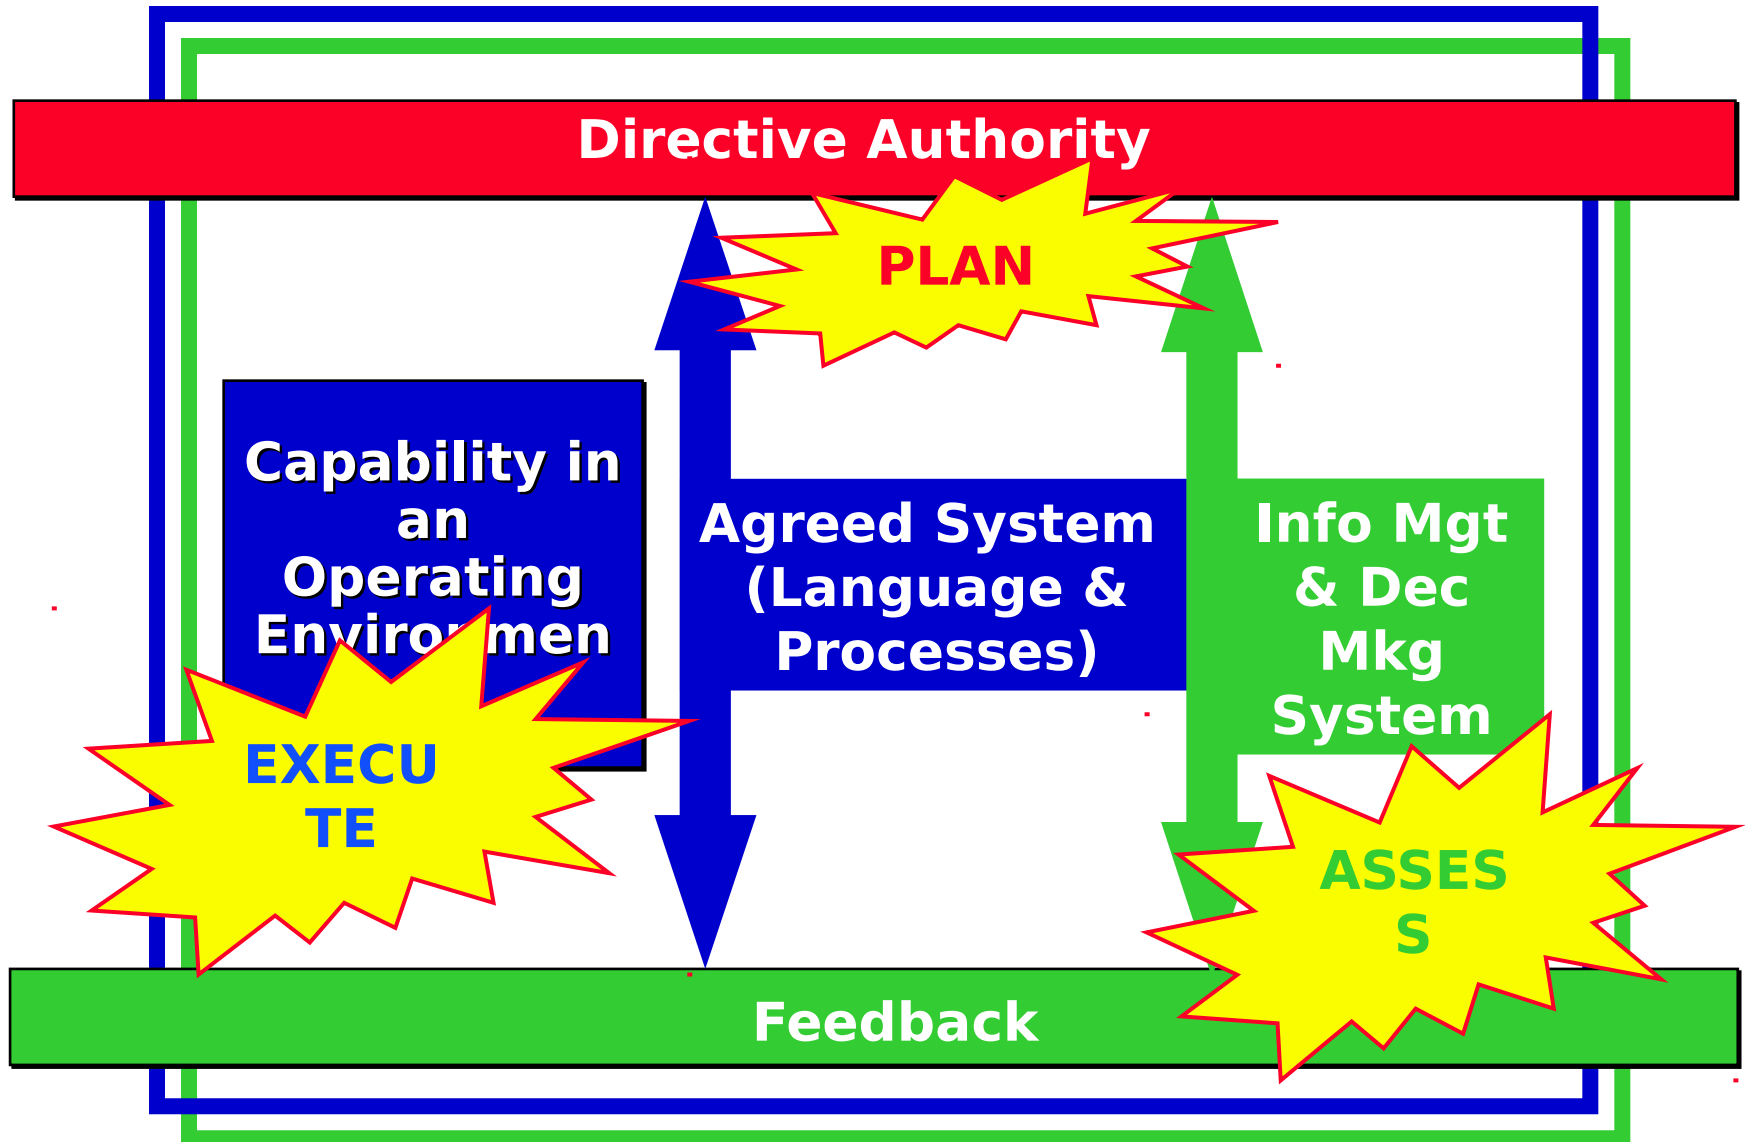 Directive Authority
PLAN
Capability in
an
Operating
Environmen
Agreed System
(Language &
Processes)
Info Mgt
& Dec
Mkg
System
EXECU
TE
ASSES
S
Feedback